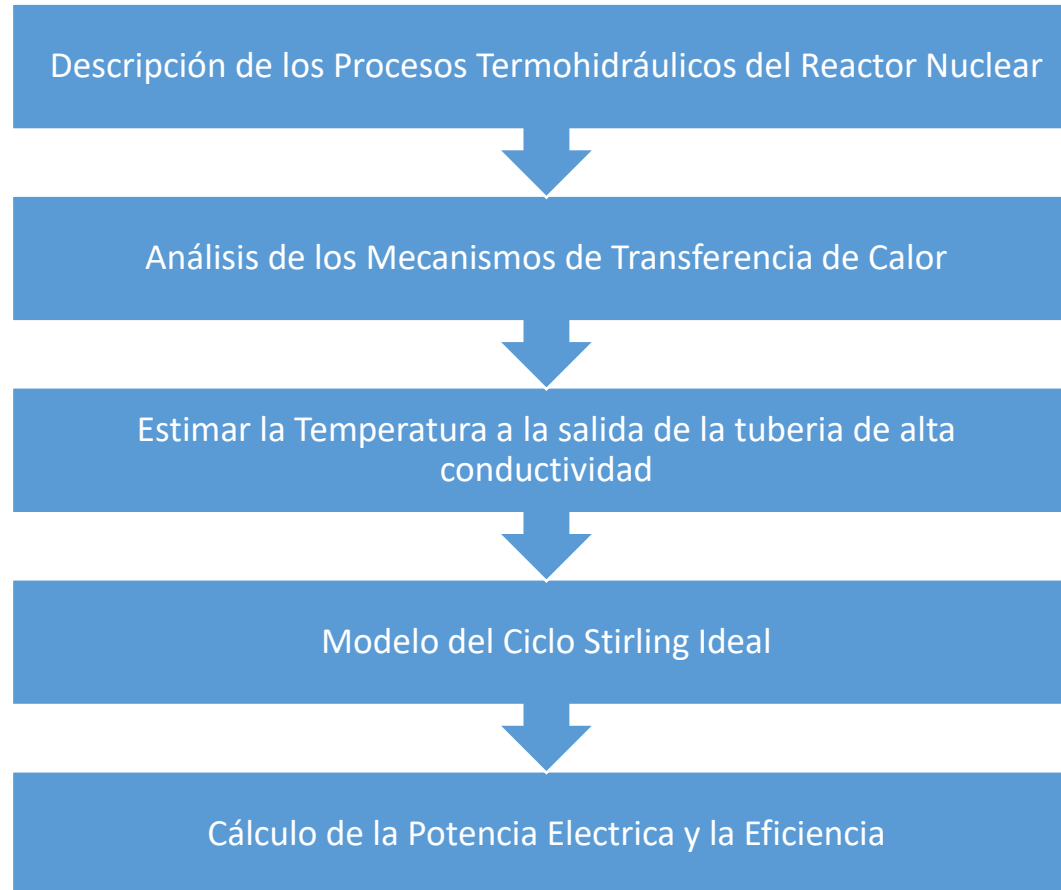 Descripción de los Procesos Termohidráulicos del Reactor Nuclear
Análisis de los Mecanismos de Transferencia de Calor
Estimar la Temperatura a la salida de la tuberia de alta
conductividad
Modelo del Ciclo Stirling Ideal
Cálculo de la Potencia Electrica y la Eficiencia